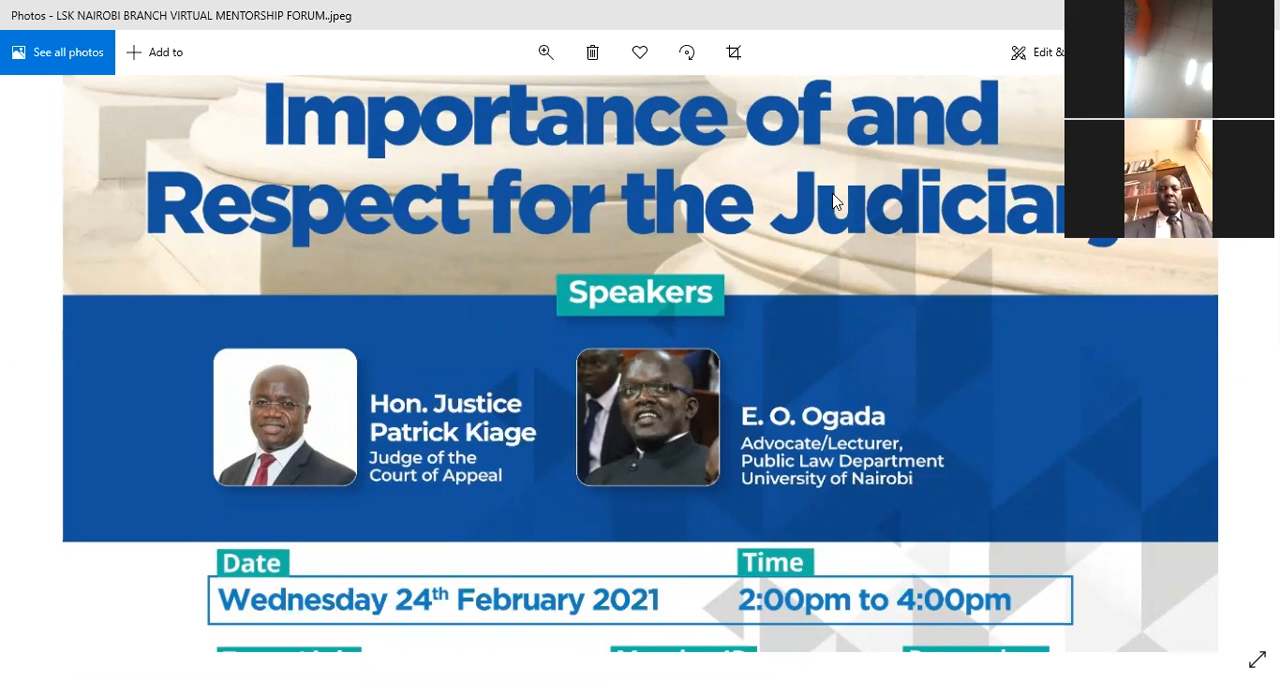 Photos - LSK NAIROBI BRANCH VIRTUAL MENTORSHIP FORUM..jpeg
See all photos
Add to
Edit &
Importance of and
Respect for the Judiciary
Speakers
Hon. Justice
Patrick Kiage
Judge of the
Court of Appeal
E. O. Ogada
Advocate/Lecturer,
Public Law Department
University of Nairobi
Date
Time
Wednesday 24th February 2021
2:00pm to 4:00pm